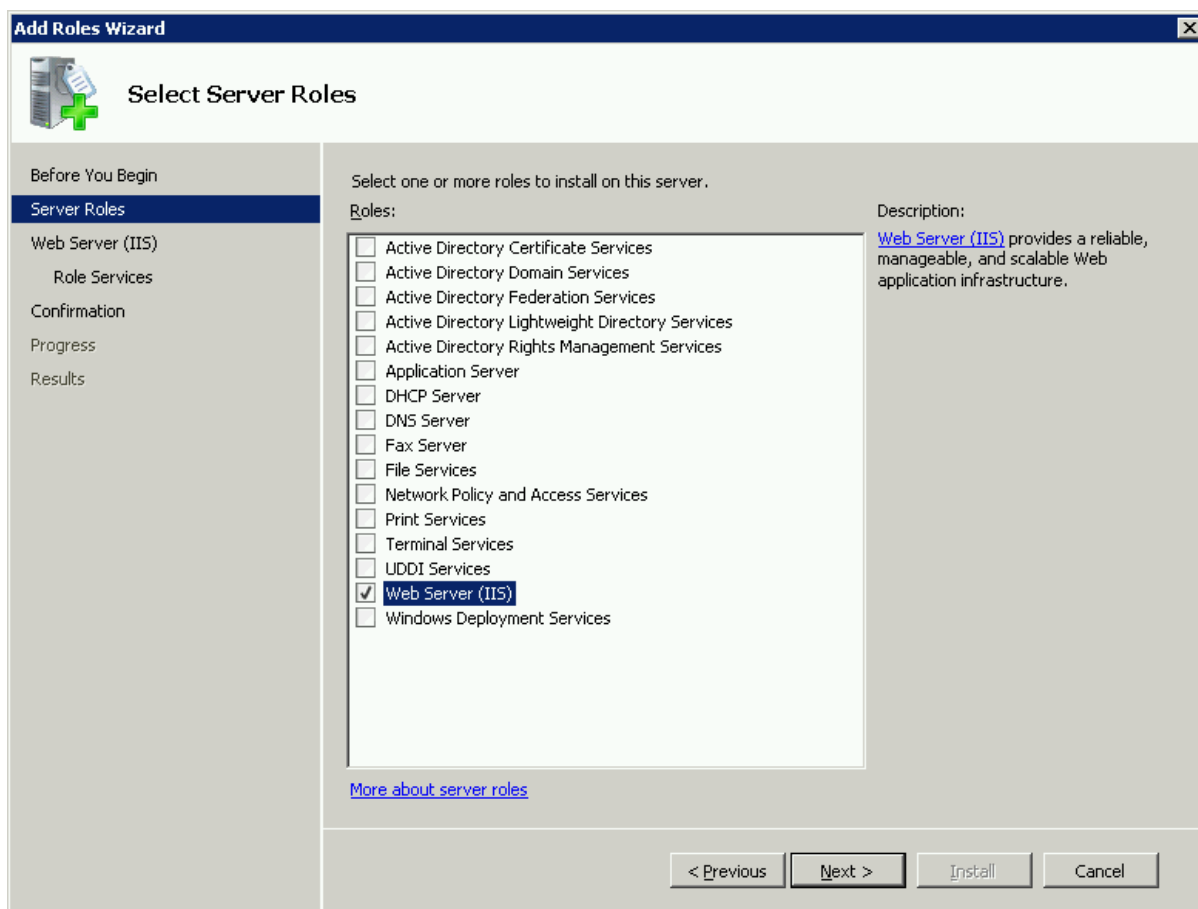 Add Roles Wizard
Select Server Roles
Before You Begin
Server Roles
Web Server (IIS)
Role Services
Confirmation
Progress
Results
Select one or more roles to install on this server.
Roles:
Active Directory Certificate Services
Active Directory Domain Services
Active Directory Federation Services
Active Directory Lightweight Directory Services
Active Directory Rights Management Services
Application Server
DHCP Server
DNS Server
Fax Server
File Services
Network Policy and Access Services
Print Services
Terminal Services
UDDI Services
Web Server (IIS)
Windows Deployment Services
More about server roles
Description:
Web Server (IIS) provides a reliable,
manageable, and scalable Web
application infrastructure.
< Previous
Next >
Install
Cancel